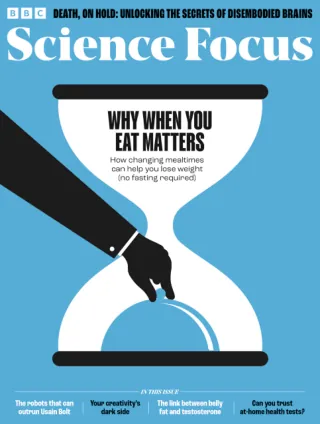 BBC DEATH, ON HOLD: UNLOCKING THE SECRETS OF DISEMBODIED BRAINS
Science Focus
WHY WHEN YOU
EAT MATTERS
How changing mealtimes
can help you lose weight
(no fasting required)
IN THIS ISSUE
The robots that can
outrun Usain Bolt
Your creativity's
dark side
The link between belly
fat and testosterone
Can you trust
at-home health tests?